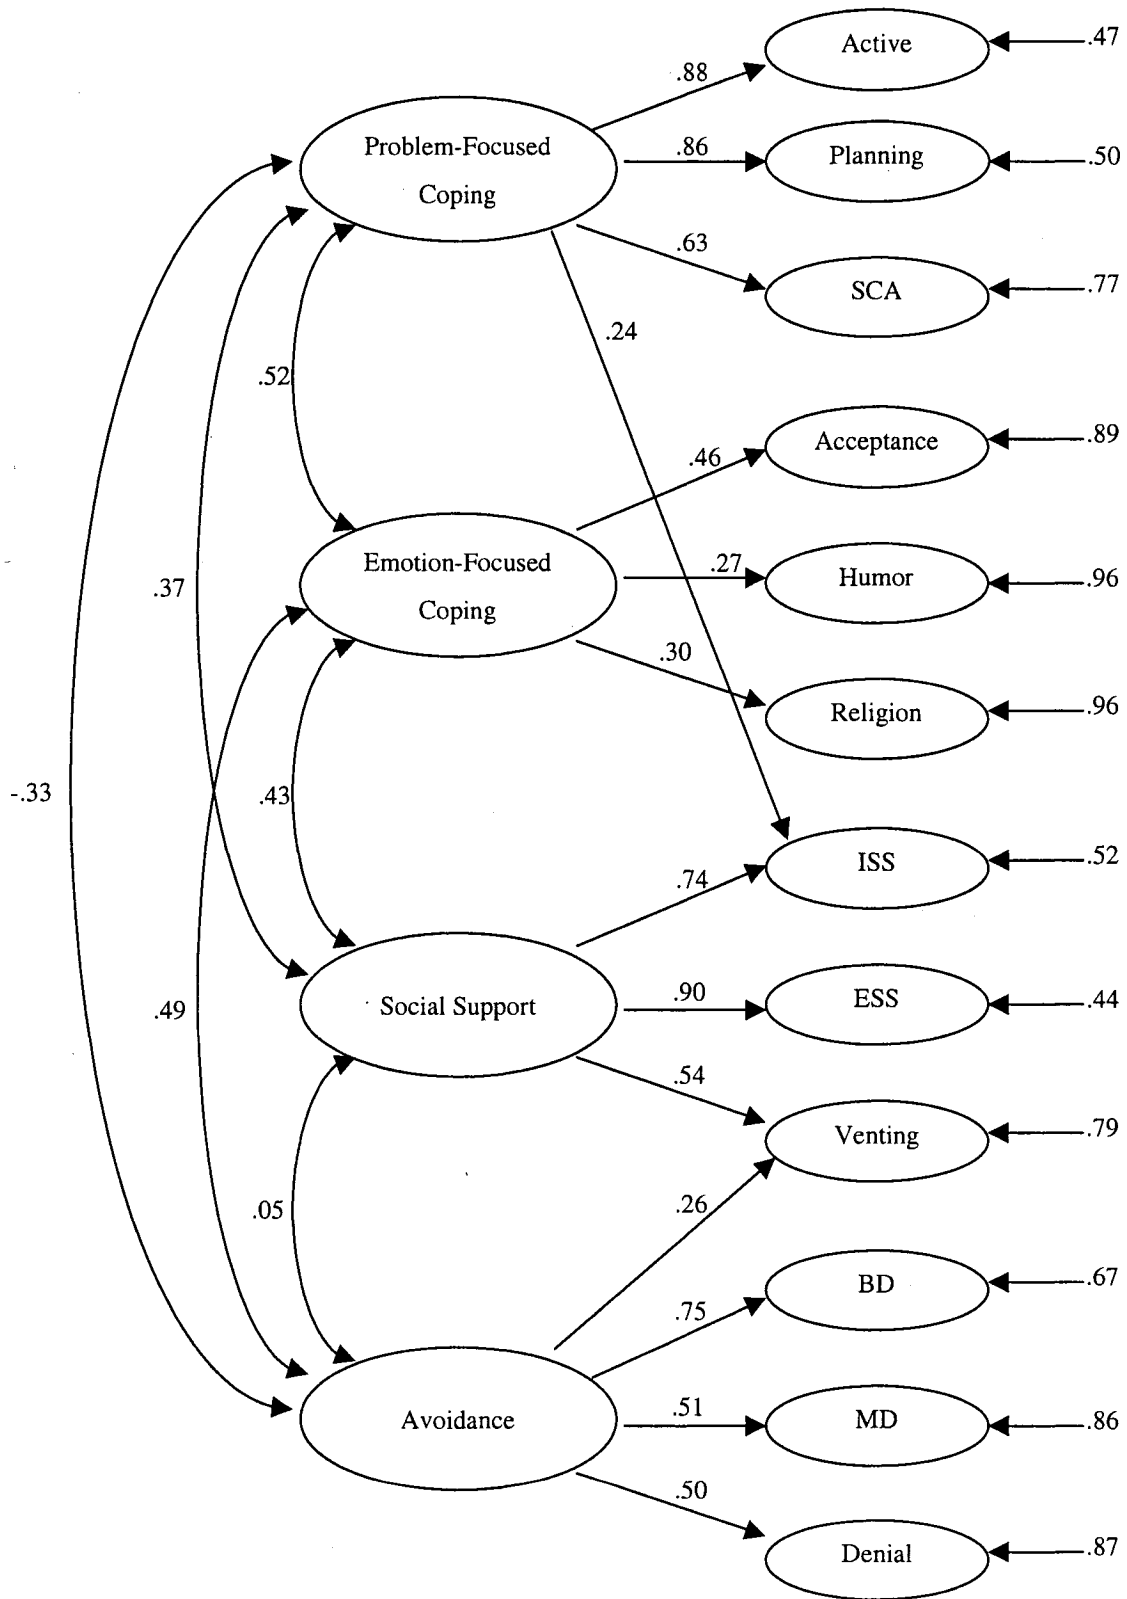 Active
.47
.88
Problem-Focused
Coping
.86
Planning
.50
.63
SCA
.77
.24
.52
.46
Acceptance
.89
Emotion-Focused
Coping
.27
Humor
.96
.37
.30
Religion
.96
-.33
.43
ISS
.52
.74
Social Support
.90
ESS
.44
.49
.54
Venting
.79
.05
.26
BD
.67
.75
Avoidance
.51
MD
.86
.50
Denial
.87